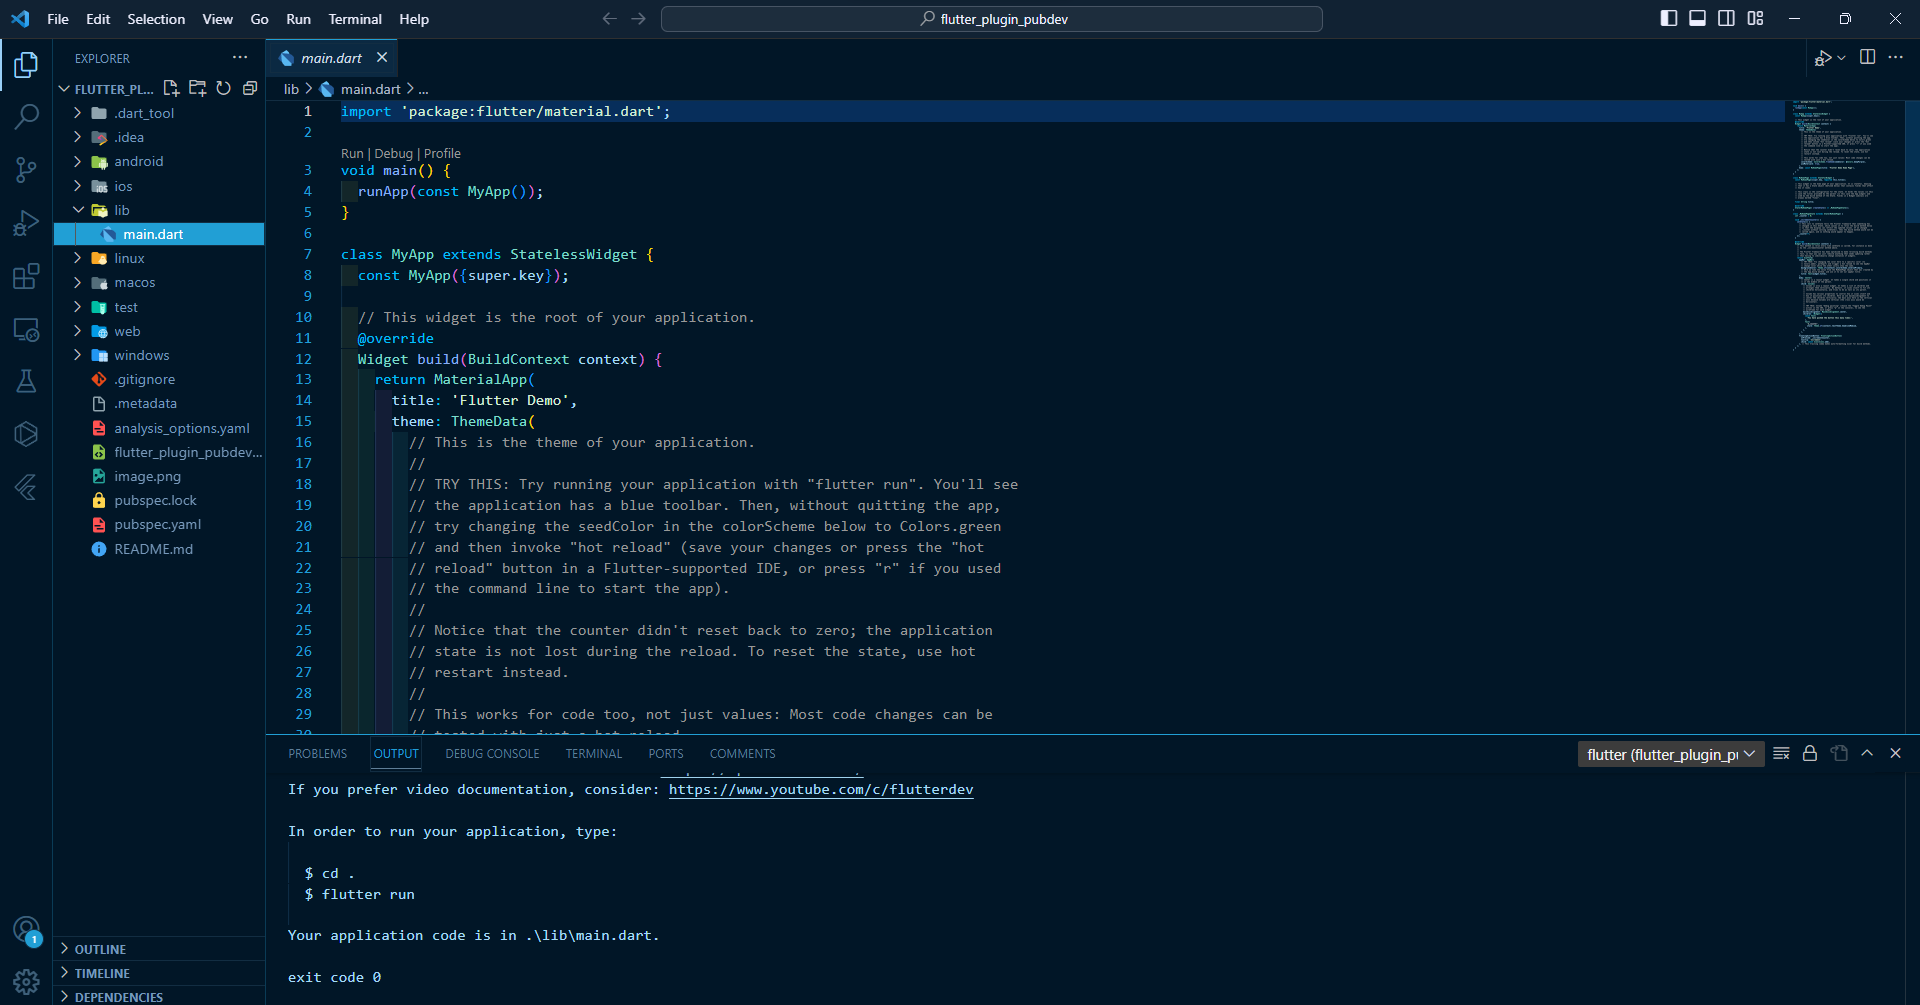 File Edit Selection View Go Run Terminal Help
flutter_plugin_pubdev
EXPLORER
FLUTTER_PL...
.dart_tool
.idea
android
ios
lib
main.dart
linux
macos
test
web
windows
.gitignore
.metadata
analysis_options.yaml
flutter_plugin_pubdev...
image.png
pubspec.lock
pubspec.yaml
README.md
1
OUTLINE
TIMELINE
DEPENDENCIES
main.dart
lib > main.dart > ...
1 import 'package:flutter/material.dart';
2
Run | Debug | Profile
3 void main() {
4 runApp(const MyApp());
5 }
6
7 class MyApp extends StatelessWidget {
8 const MyApp({super.key});
9
10 // This widget is the root of your application.
11 @override
12 Widget build(BuildContext context) {
13 return MaterialApp(
14 title: 'Flutter Demo',
15 theme: ThemeData(
16 // This is the theme of your application.
17 //
18 // TRY THIS: Try running your application with "flutter run". You'll see
19 // the application has a blue toolbar. Then, without quitting the app,
20 // try changing the seedColor in the colorScheme below to Colors.green
21 // and then invoke "hot reload" (save your changes or press the "hot
22 // reload" button in a Flutter-supported IDE, or press "r" if you used
23 // the command line to start the app).
24 //
25 // Notice that the counter didn't reset back to zero; the application
26 // state is not lost during the reload. To reset the state, use hot
27 // restart instead.
28 //
29 // This works for code too, not just values: Most code changes can be
30 // tested with just a hot reload.
PROBLEMS OUTPUT DEBUG CONSOLE TERMINAL PORTS COMMENTS
flutter (flutter_plugin_pu
If you prefer video documentation, consider: https://www.youtube.com/c/flutterdev
In order to run your application, type:
$ cd .
$ flutter run
Your application code is in .\lib\main.dart.
exit code 0